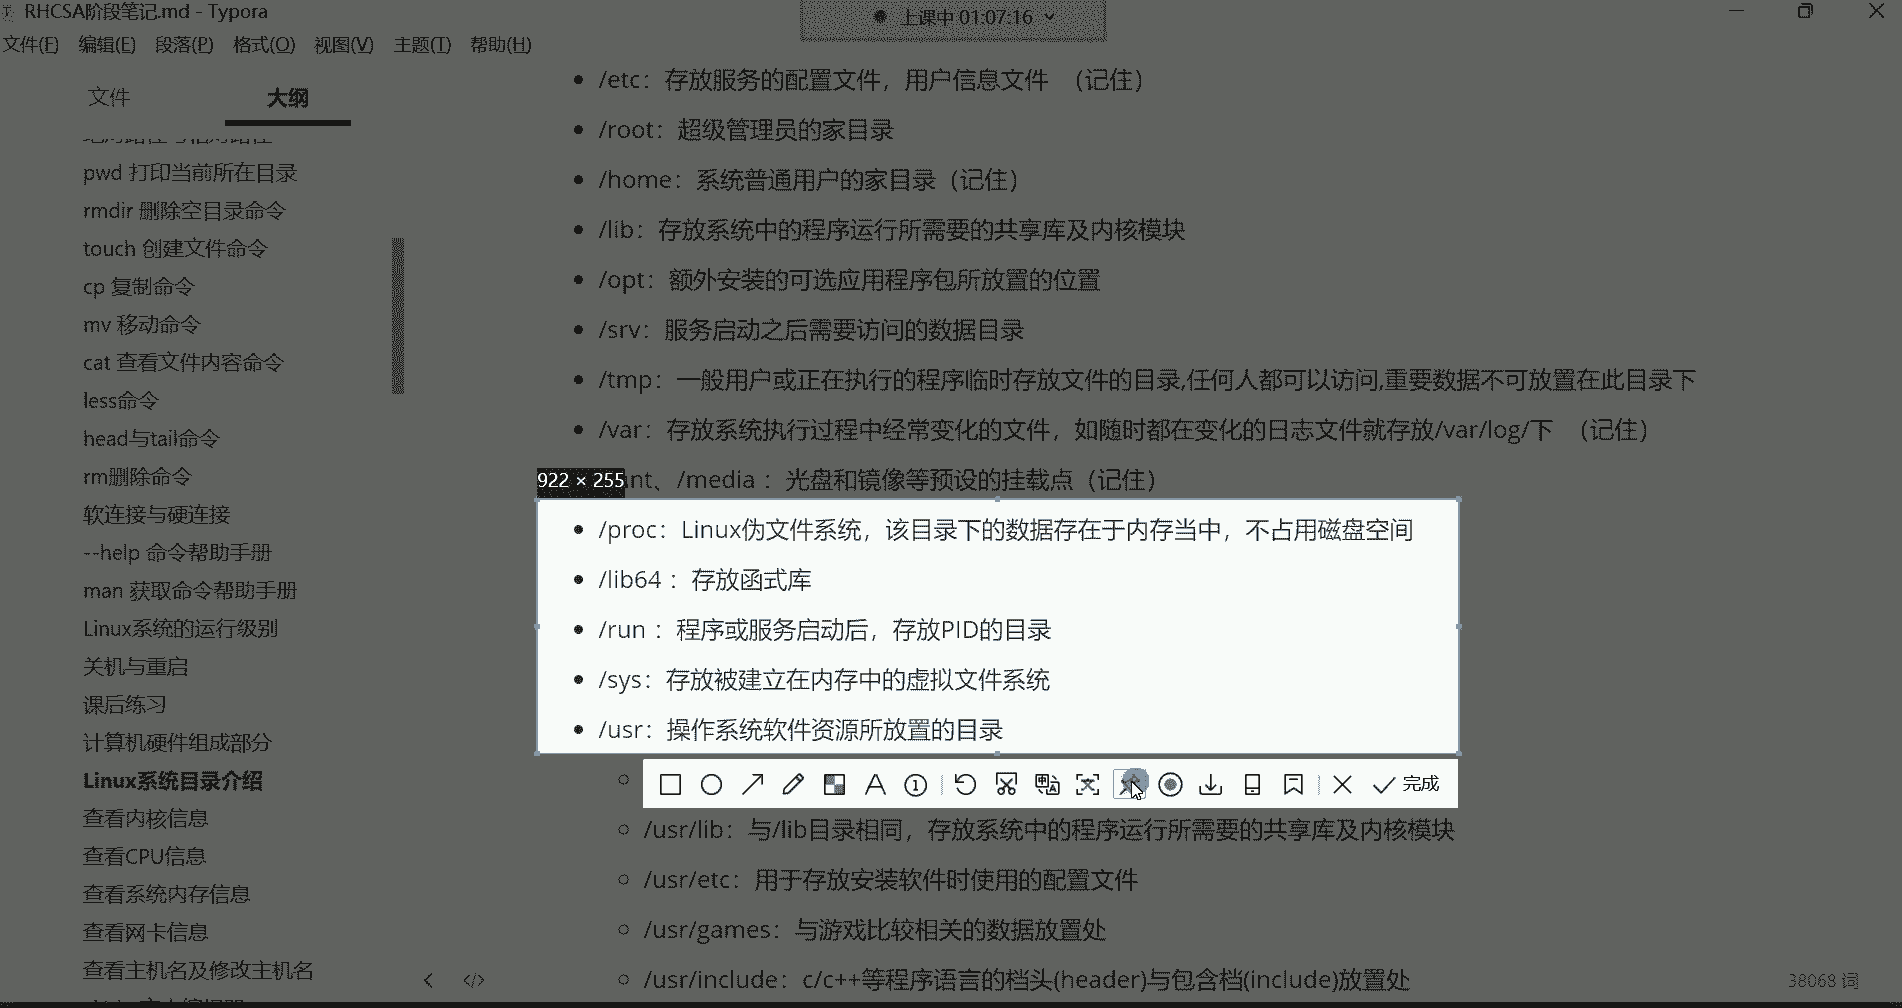 RHCSA阶段笔记.md - Typora
上课中 01:07:16
文件(F) 编辑(E) 段落(P) 格式(O) 视图(V) 主题(T) 帮助(H)
文件 大纲
pwd 打印当前所在目录
rmdir 删除空目录命令
touch 创建文件命令
cp 复制命令
mv 移动命令
cat 查看文件内容命令
less命令
head与tail命令
rm删除命令
软连接与硬连接
--help 命令帮助手册
man 获取命令帮助手册
Linux系统的运行级别
关机与重启
课后练习
计算机硬件组成部分
Linux系统目录介绍
查看内核信息
查看CPU信息
查看系统内存信息
查看网卡信息
查看主机名及修改主机名
/etc：存放服务的配置文件，用户信息文件 （记住）
/root：超级管理员的家目录
/home：系统普通用户的家目录（记住）
/lib：存放系统中的程序运行所需要的共享库及内核模块
/opt：额外安装的可选应用程序包所放置的位置
/srv：服务启动之后需要访问的数据目录
/tmp：一般用户或正在执行的程序临时存放文件的目录,任何人都可以访问,重要数据不可放置在此目录下
/var：存放系统执行过程中经常变化的文件，如随时都在变化的日志文件就存放/var/log/下 （记住）
922 × 255
nt、/media ：光盘和镜像等预设的挂载点（记住）
/proc：Linux伪文件系统，该目录下的数据存在于内存当中，不占用磁盘空间
/lib64 ：存放函式库
/run ：程序或服务启动后，存放PID的目录
/sys：存放被建立在内存中的虚拟文件系统
/usr：操作系统软件资源所放置的目录
完成
/usr/lib：与/lib目录相同，存放系统中的程序运行所需要的共享库及内核模块
/usr/etc：用于存放安装软件时使用的配置文件
/usr/games：与游戏比较相关的数据放置处
/usr/include：c/c++等程序语言的档头(header)与包含档(include)放置处
38068 词